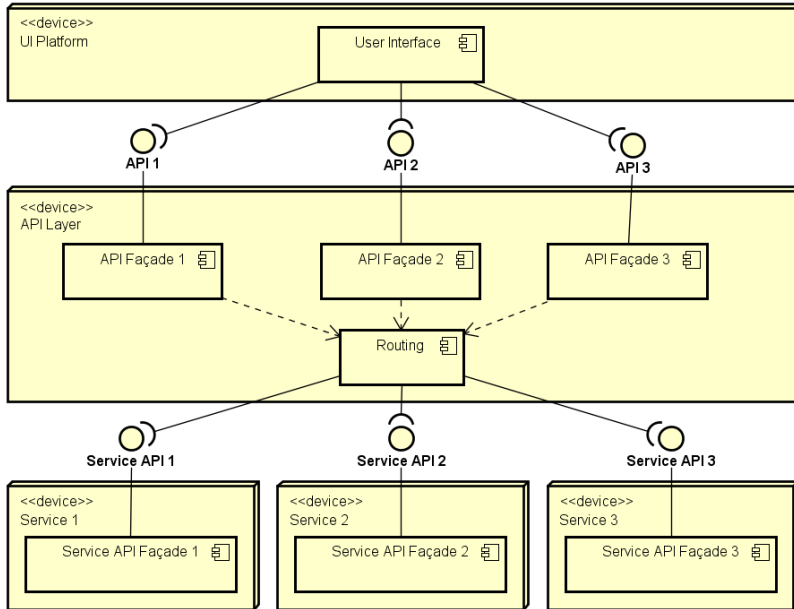 <<device>>
UI Platform
User Interface
API 1
API 2
API 3
<<device>>
API Layer
API Façade 1
API Façade 2
API Façade 3
Routing
Service API 1
Service API 2
Service API 3
<<device>>
Service 1
Service API Façade 1
<<device>>
Service 2
Service API Façade 2
<<device>>
Service 3
Service API Façade 3